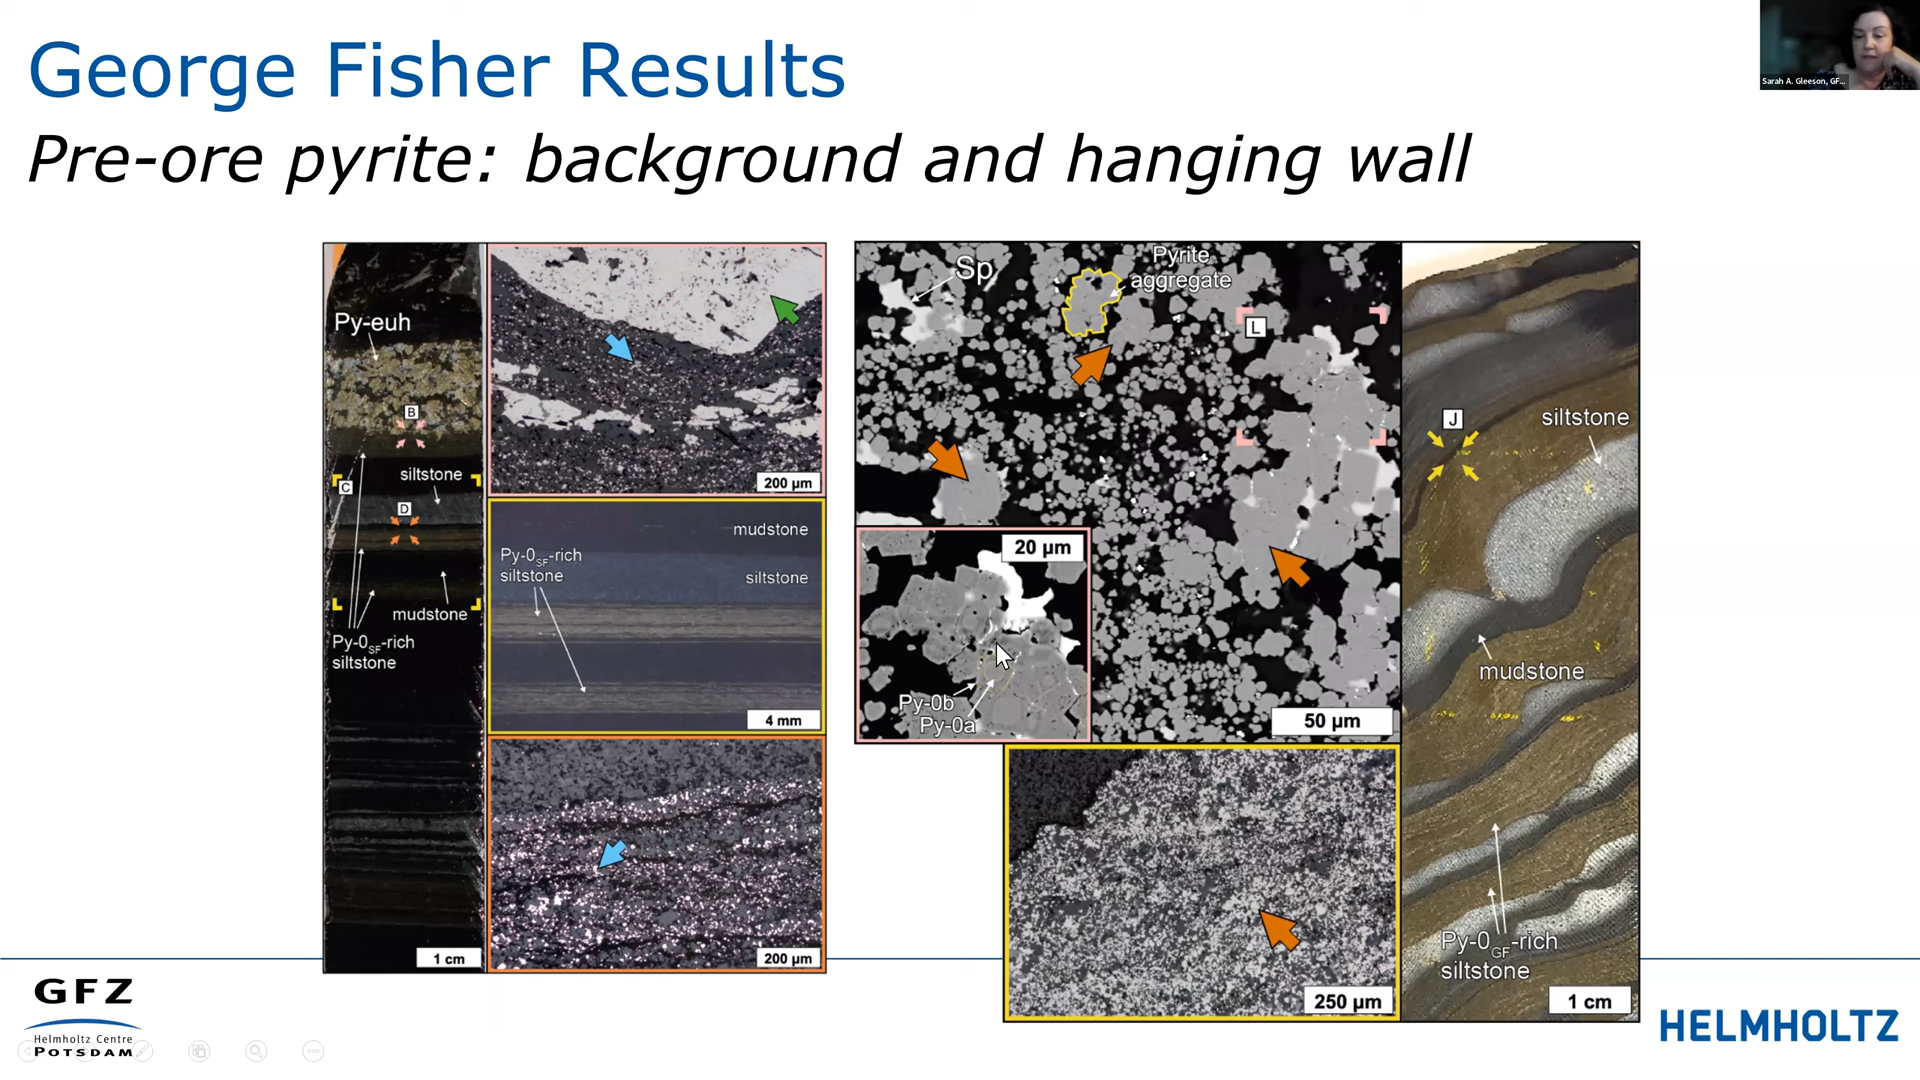 George Fisher Results
Pre-ore pyrite: background and hanging wall
Sarah A. Gleeson, GF...
Py-euh
B
C
siltstone
D
mudstone
Py-0SF-rich
siltstone
1 cm
200 µm
mudstone
Py-0SF-rich
siltstone
siltstone
4 mm
200 µm
Sp
Pyrite
aggregate
L
20 µm
Py-0b
Py-0a
50 µm
250 µm
J
siltstone
mudstone
Py-0GF-rich
siltstone
1 cm
GFZ
Helmholtz Centre
POTSDAM
HELMHOLTZ